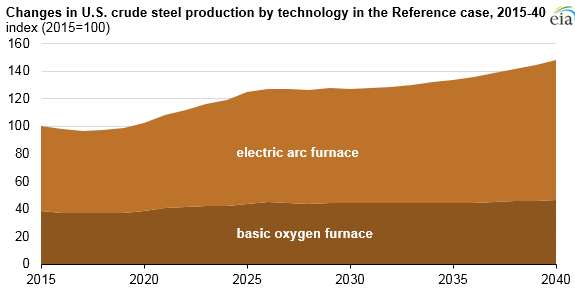 Changes in U.S. crude steel production by technology in the Reference case, 2015-40
index (2015=100)
eia
160
140
120
100
80
60
40
20
0
electric arc furnace
basic oxygen furnace
2015 2020 2025 2030 2035 2040